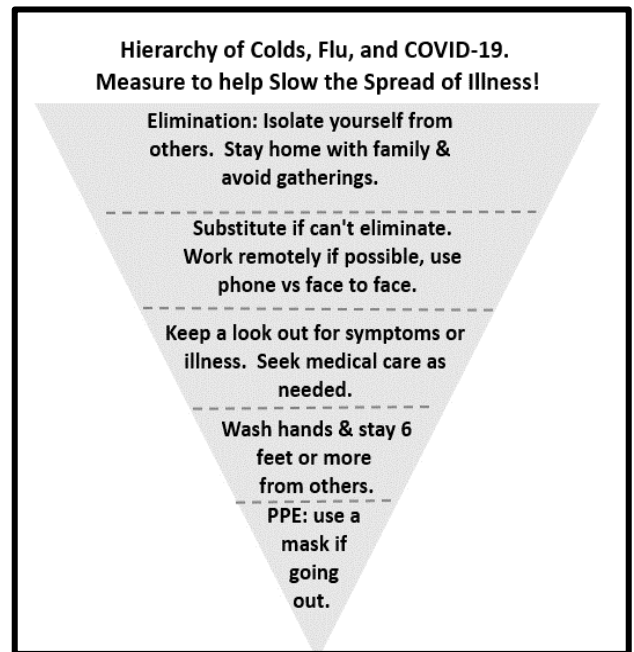 Hierarchy of Colds, Flu, and COVID-19.
Measure to help Slow the Spread of Illness!
Elimination: Isolate yourself from
others. Stay home with family &
avoid gatherings.
Substitute if can't eliminate.
Work remotely if possible, use
phone vs face to face.
Keep a look out for symptoms or
illness. Seek medical care as
needed.
Wash hands & stay 6
feet or more
from others.
PPE: use a
mask if
going
out.